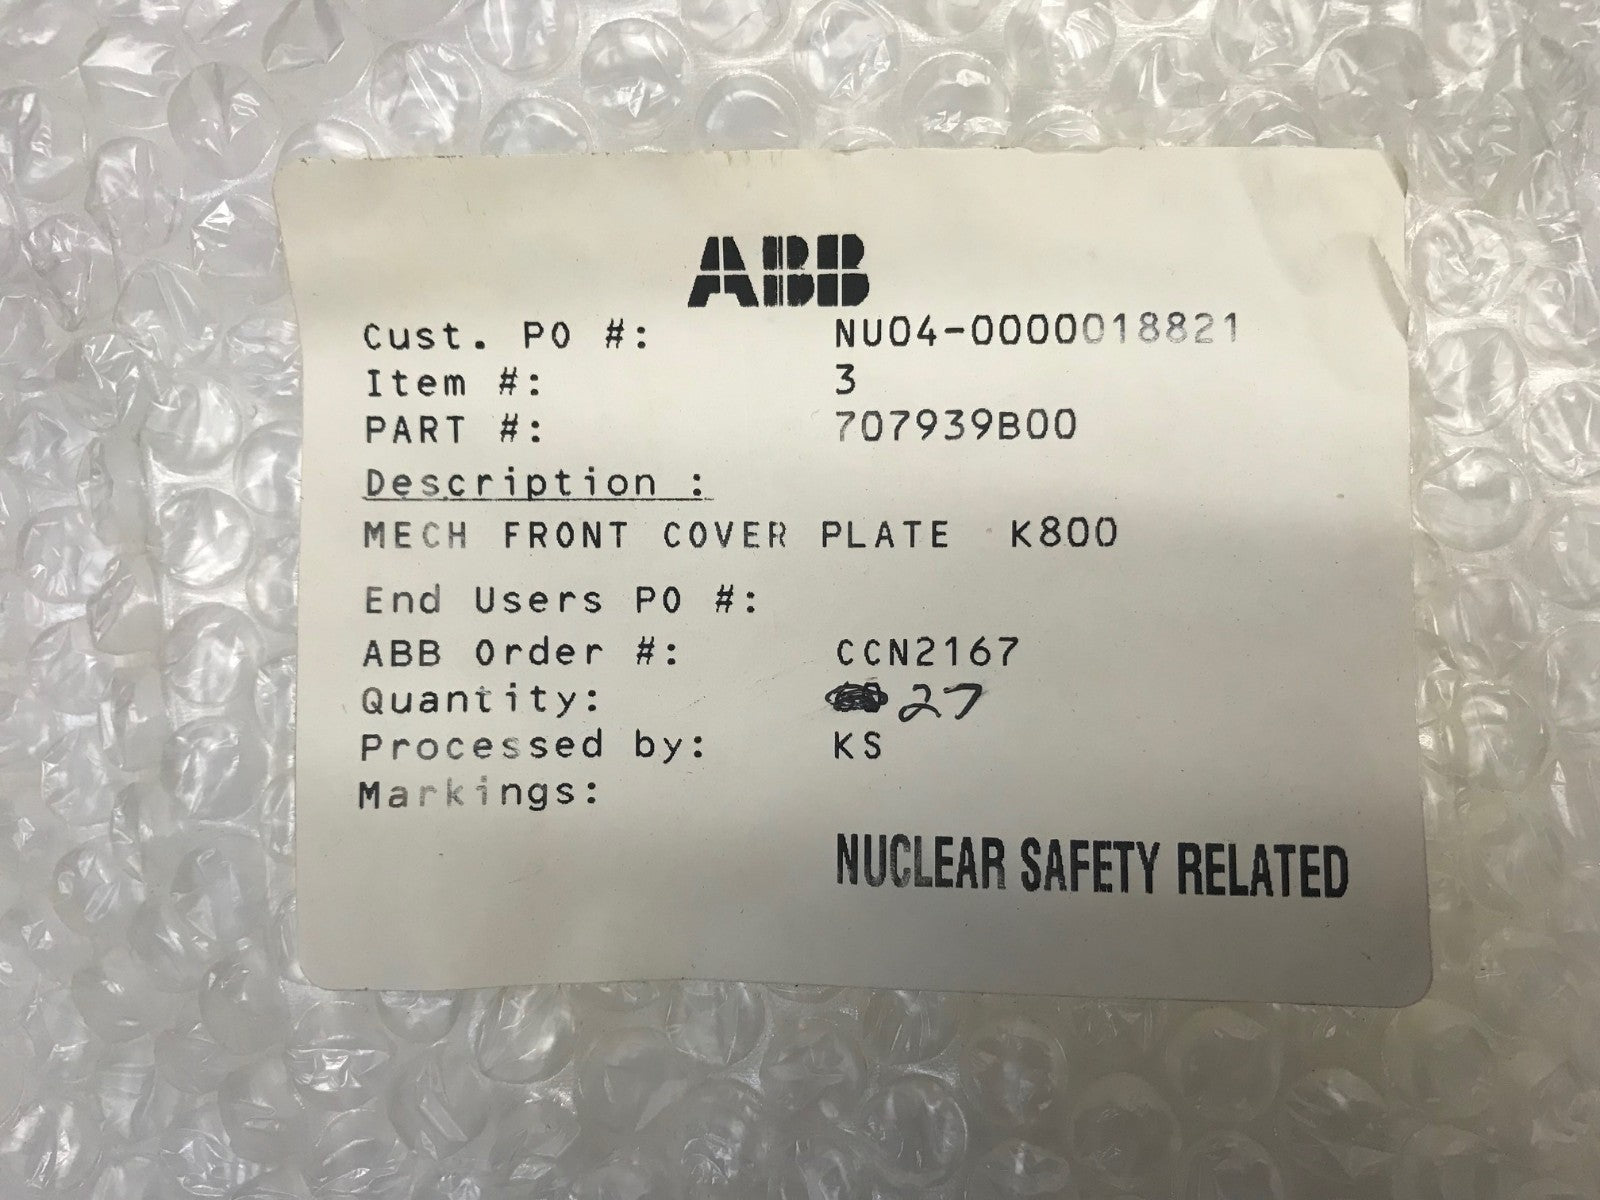 ABB
Cust. PO #: NU04-0000018821
Item #: 3
PART #: 707939B00
Description :
MECH FRONT COVER PLATE K800
End Users PO #:
ABB Order #: CCN2167
Quantity: 27
Processed by: KS
Markings:
NUCLEAR SAFETY RELATED